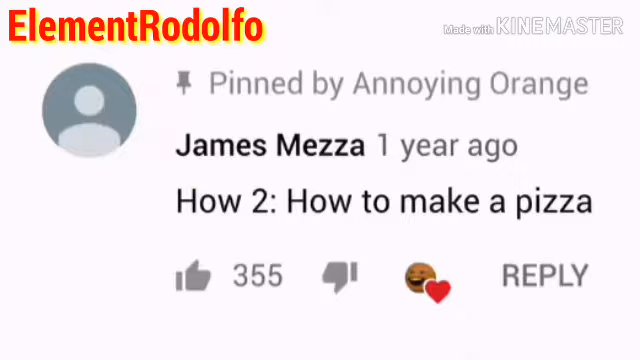 ElementRodolfo
Made with KINEMASTER
Pinned by Annoying Orange
James Mezza 1 year ago
How 2: How to make a pizza
355 REPLY